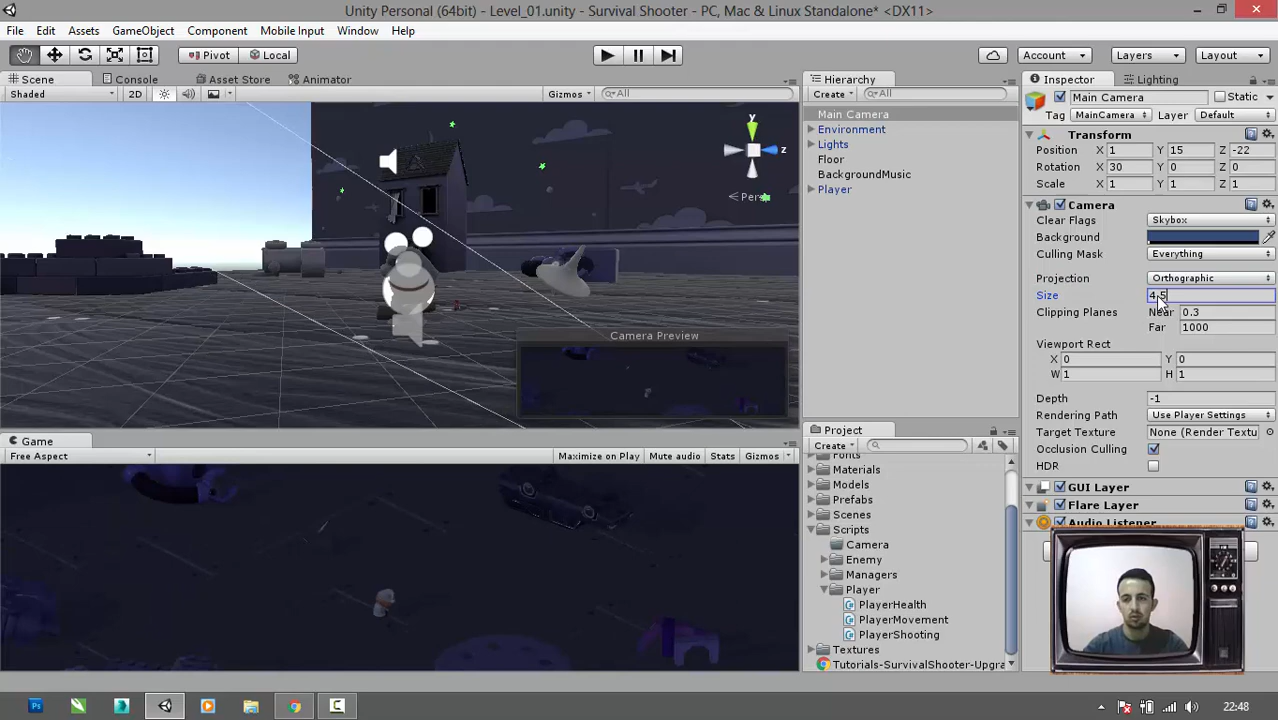 Unity Personal (64bit) - Level_01.unity - Survival Shooter - PC, Mac & Linux Standalone* <DX11>
File Edit Assets GameObject Component Mobile Input Window Help
Pivot Local Account Layers Layout
Scene Console Asset Store Animator
Shaded 2D Gizmos All
y
z
Camera Preview
Game
Free Aspect Maximize on Play Mute audio Stats Gizmos
Hierarchy
Create All
Main Camera
Environment
Lights
Floor
BackgroundMusic
Player
Project
Create
Fonts
Materials
Models
Prefabs
Scenes
Scripts
Camera
Enemy
Managers
Player
PlayerHealth
PlayerMovement
PlayerShooting
Textures
Tutorials-SurvivalShooter-Upgra
Inspector Lighting
Main Camera Static
Tag MainCamera Layer Default
Transform
Position X 1 Y 15 Z -22
Rotation X 30 Y 0 Z 0
Scale X 1 Y 1 Z 1
Camera
Clear Flags Skybox
Background
Culling Mask Everything
Projection Orthographic
Size 4.5
Clipping Planes Near 0.3
Far 1000
Viewport Rect
X 0 Y 0
W 1 H 1
Depth -1
Rendering Path Use Player Settings
Target Texture None (Render Textu
Occlusion Culling
HDR
GUI Layer
Flare Layer
Audio Listener
22:48